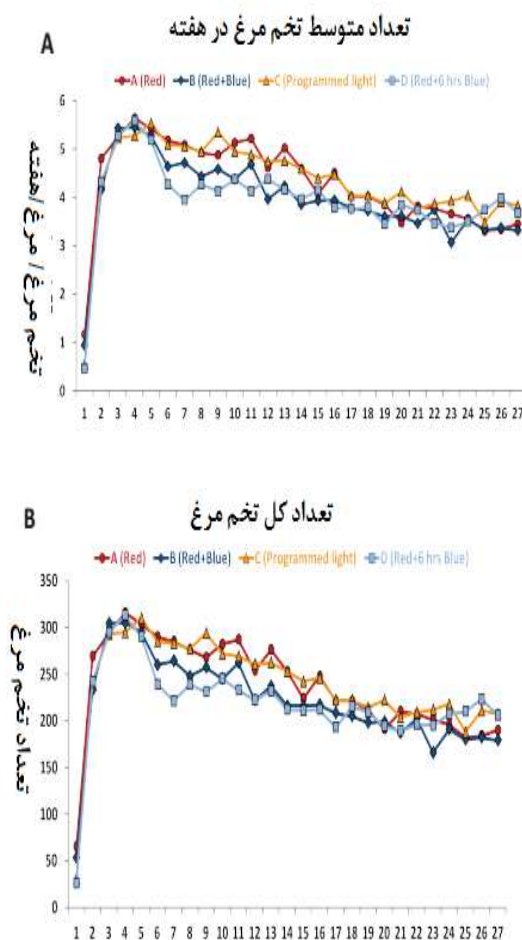 تعداد متوسط تخم مرغ در هفته
A
A (Red) B (Red+Blue) C (Programmed light) D (Red+6 hrs Blue)
تخم مرغ / مرغ / هفته
6
5
4
3
2
1
0
1 2 3 4 5 6 7 8 9 10 11 12 13 14 15 16 17 18 19 20 21 22 23 24 25 26 27
تعداد کل تخم مرغ
B
A (Red) B (Red+Blue) C (Programmed light) D (Red+6 hrs Blue)
تعداد تخم مرغ
350
300
250
200
150
100
50
0
1 2 3 4 5 6 7 8 9 10 11 12 13 14 15 16 17 18 19 20 21 22 23 24 25 26 27